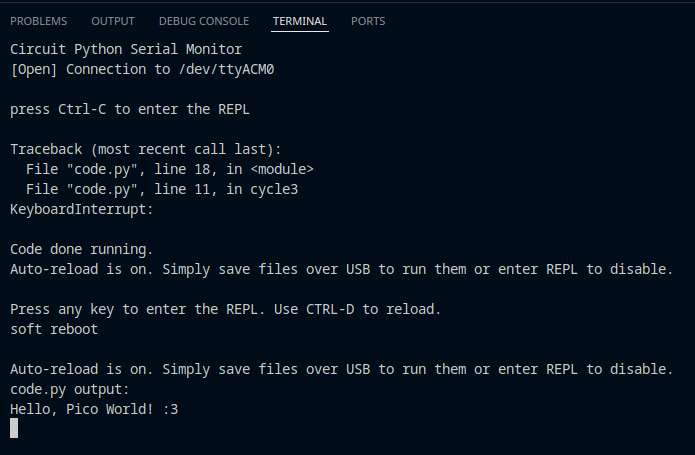 PROBLEMS OUTPUT DEBUG CONSOLE TERMINAL PORTS
Circuit Python Serial Monitor
[Open] Connection to /dev/ttyACM0
press Ctrl-C to enter the REPL
Traceback (most recent call last):
  File "code.py", line 18, in <module>
  File "code.py", line 11, in cycle3
KeyboardInterrupt:
Code done running.
Auto-reload is on. Simply save files over USB to run them or enter REPL to disable.
Press any key to enter the REPL. Use CTRL-D to reload.
soft reboot
Auto-reload is on. Simply save files over USB to run them or enter REPL to disable.
code.py output:
Hello, Pico World! :3